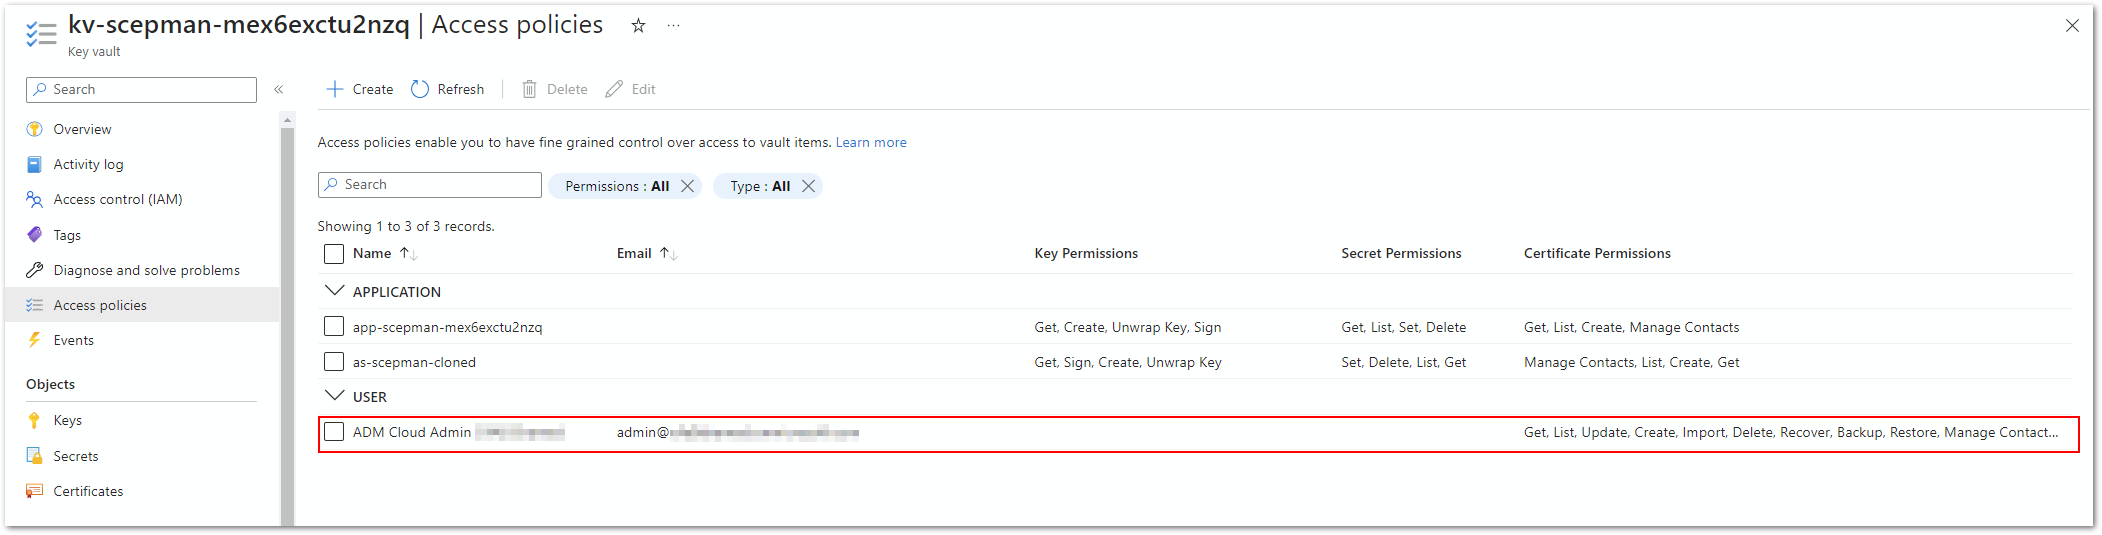 kv-scepman-mex6exctu2nzq | Access policies ☆ ···
Key vault
Search «
Overview
Activity log
Access control (IAM)
Tags
Diagnose and solve problems
Access policies
Events
Objects
Keys
Secrets
Certificates
Create Refresh Delete Edit
Access policies enable you to have fine grained control over access to vault items. Learn more
Search Permissions : All Type : All
Showing 1 to 3 of 3 records.
Name Email Key Permissions Secret Permissions Certificate Permissions
APPLICATION
app-scepman-mex6exctu2nzq Get, Create, Unwrap Key, Sign Get, List, Set, Delete Get, List, Create, Manage Contacts
as-scepman-cloned Get, Sign, Create, Unwrap Key Set, Delete, List, Get Manage Contacts, List, Create, Get
USER
ADM Cloud Admin admin@ Get, List, Update, Create, Import, Delete, Recover, Backup, Restore, Manage Contact...